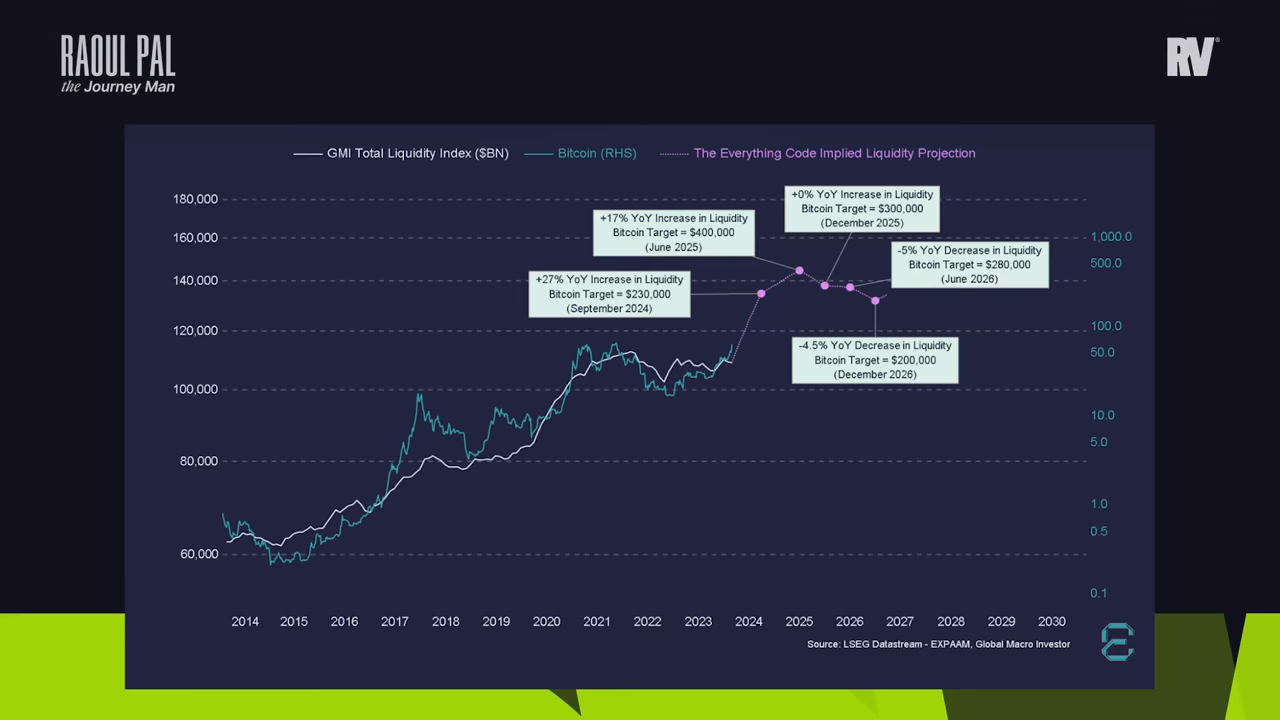 RAOUL PAL
the Journey Man
RV®
GMI Total Liquidity Index ($BN)
Bitcoin (RHS)
The Everything Code Implied Liquidity Projection
180,000
160,000
140,000
120,000
100,000
80,000
60,000
+27% YoY Increase in Liquidity
Bitcoin Target = $230,000
(September 2024)
+17% YoY Increase in Liquidity
Bitcoin Target = $400,000
(June 2025)
+0% YoY Increase in Liquidity
Bitcoin Target = $300,000
(December 2025)
-5% YoY Decrease in Liquidity
Bitcoin Target = $280,000
(June 2026)
-4.5% YoY Decrease in Liquidity
Bitcoin Target = $200,000
(December 2026)
1,000.0
500.0
100.0
50.0
10.0
5.0
1.0
0.5
0.1
2014 2015 2016 2017 2018 2019 2020 2021 2022 2023 2024 2025 2026 2027 2028 2029 2030
Source: LSEG Datastream - EXPAAM, Global Macro Investor